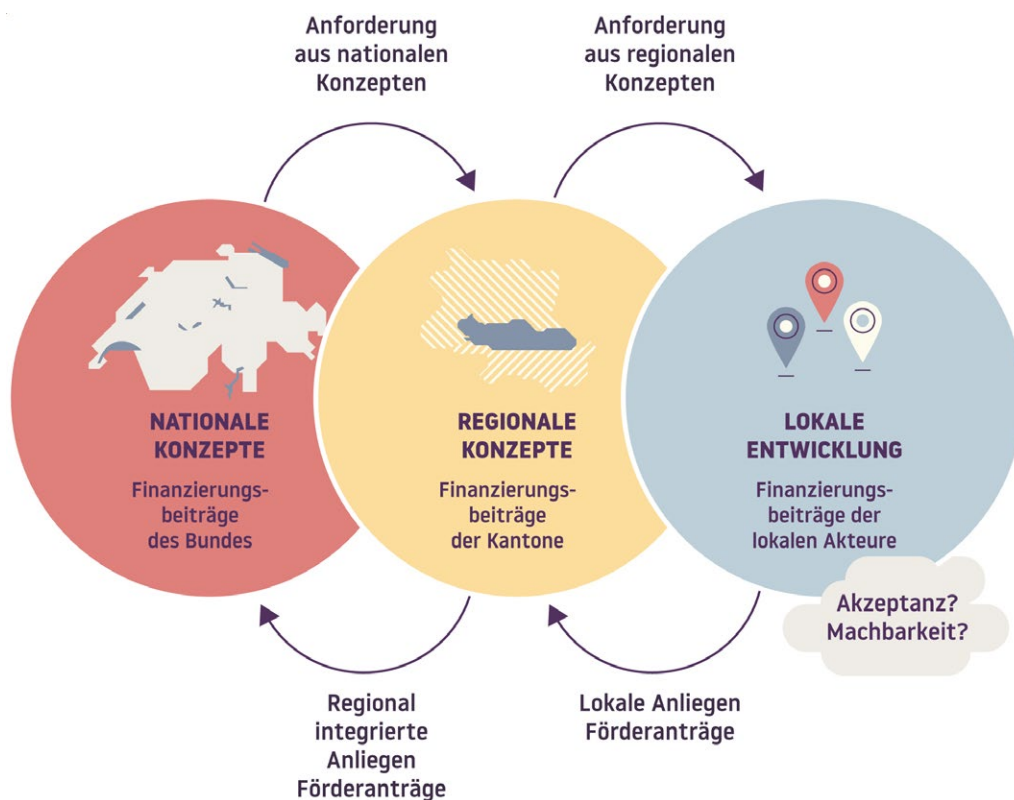 Anforderung
aus nationalen
Konzepten
Anforderung
aus regionalen
Konzepten
NATIONALE
KONZEPTE
Finanzierungs-
beiträge
des Bundes
REGIONALE
KONZEPTE
Finanzierungs-
beiträge
der Kantone
LOKALE
ENTWICKLUNG
Finanzierungs-
beiträge der
lokalen Akteure
Akzeptanz?
Machbarkeit?
Regional
integrierte
Anliegen
Förderanträge
Lokale Anliegen
Förderanträge